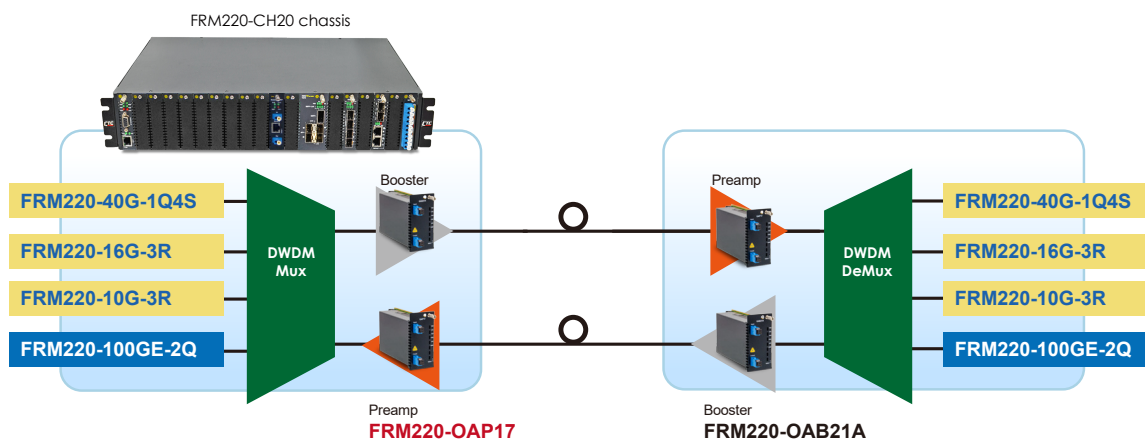 FRM220-CH20 chassis
CTC
CTC
Booster
Preamp
FRM220-40G-1Q4S
FRM220-16G-3R
FRM220-10G-3R
FRM220-100GE-2Q
DWDM
Mux
DWDM
DeMux
FRM220-40G-1Q4S
FRM220-16G-3R
FRM220-10G-3R
FRM220-100GE-2Q
Preamp
FRM220-OAP17
Booster
FRM220-OAB21A